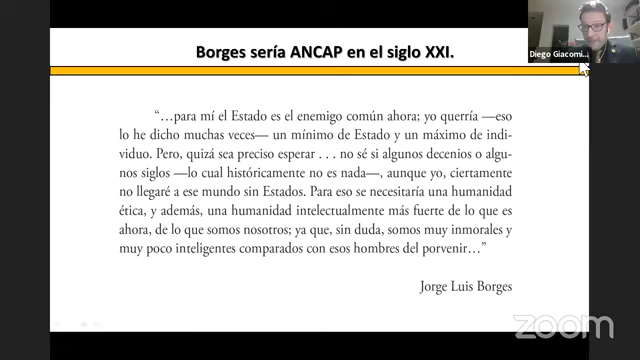 Borges sería ANCAP en el siglo XXI.
Diego Giacomi...
“…para mí el Estado es el enemigo común ahora; yo querría —eso
lo he dicho muchas veces— un mínimo de Estado y un máximo de indi-
viduo. Pero, quizá sea preciso esperar . . . no sé si algunos decenios o algu-
nos siglos —lo cual históricamente no es nada—, aunque yo, ciertamente
no llegaré a ese mundo sin Estados. Para eso se necesitaría una humanidad
ética, y además, una humanidad intelectualmente más fuerte de lo que es
ahora, de lo que somos nosotros; ya que, sin duda, somos muy inmorales y
muy poco inteligentes comparados con esos hombres del porvenir…”
Jorge Luis Borges
zoom